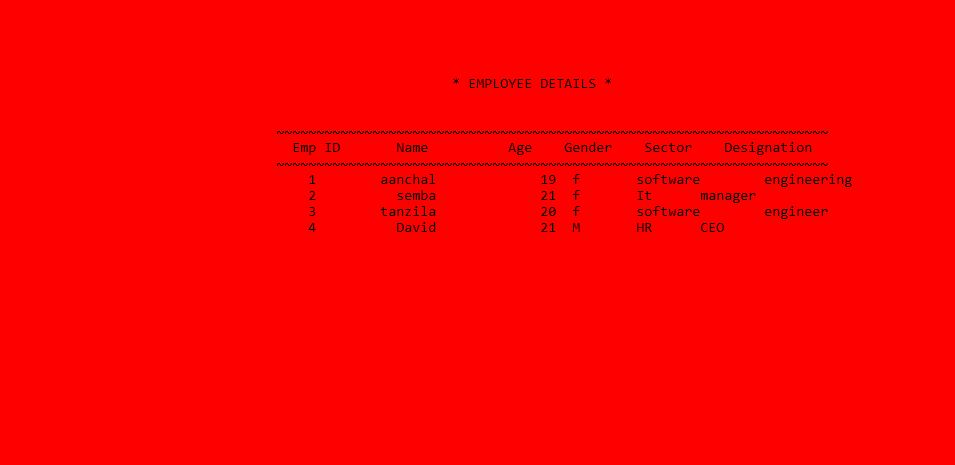 * EMPLOYEE DETAILS *
~~~~~~~~~~~~~~~~~~~~~~~~~~~~~~~~~~~~~~~~~~~~~~~~~~~~~~~~~~~~~~~~~~~~~
Emp ID Name Age Gender Sector Designation
~~~~~~~~~~~~~~~~~~~~~~~~~~~~~~~~~~~~~~~~~~~~~~~~~~~~~~~~~~~~~~~~~~~~~
1 aanchal 19 f software engineering
2 semba 21 f It manager
3 tanzila 20 f software engineer
4 David 21 M HR CEO